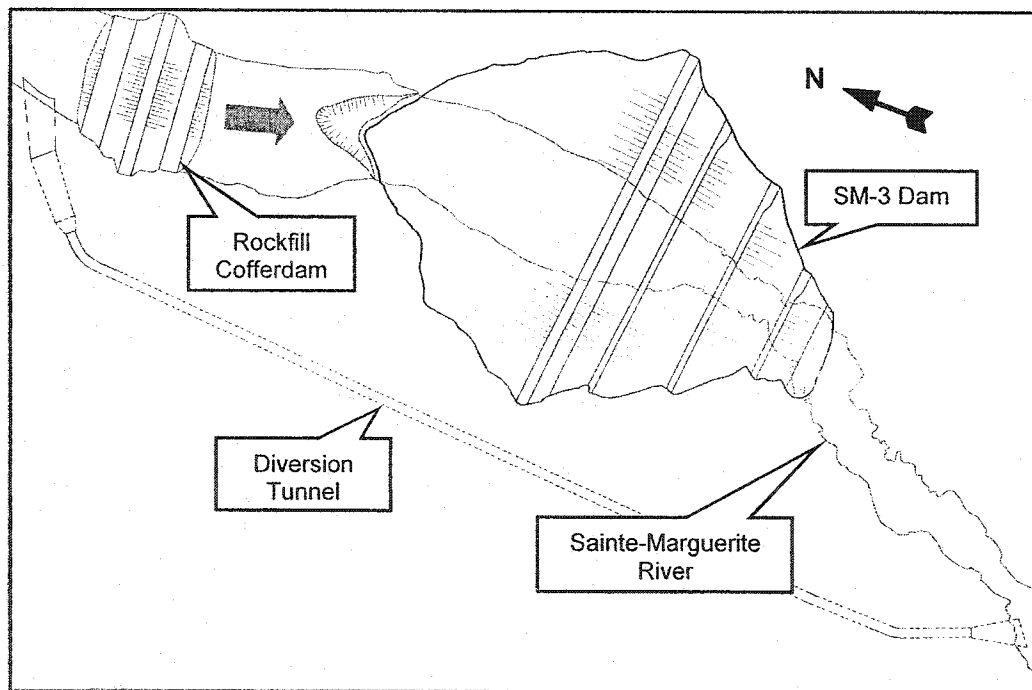 N
SM-3 Dam
Rockfill
Cofferdam
Diversion
Tunnel
Sainte-Marguerite
River